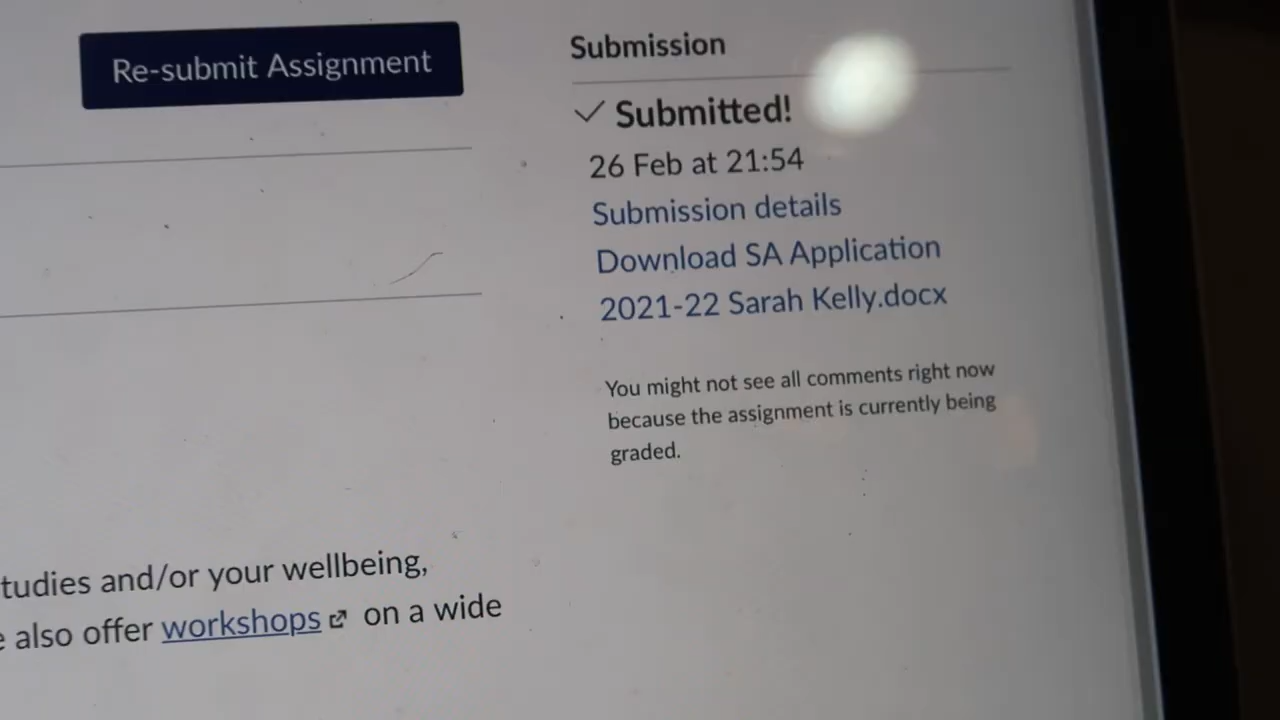 Re-submit Assignment
Submission
Submitted!
26 Feb at 21:54
Submission details
Download SA Application
2021-22 Sarah Kelly.docx
You might not see all comments right now
because the assignment is currently being
graded.
tudies and/or your wellbeing,
also offer workshops on a wide